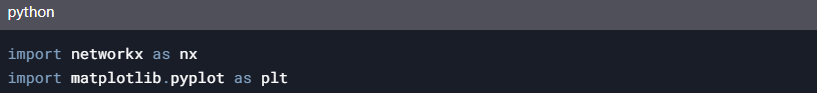 python
import networkx as nx
import matplotlib.pyplot as plt